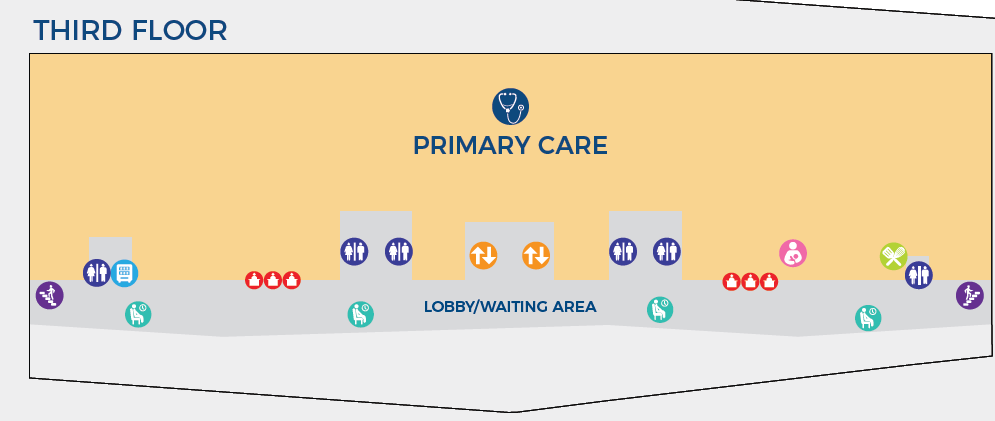 THIRD FLOOR
PRIMARY CARE
LOBBY/WAITING AREA